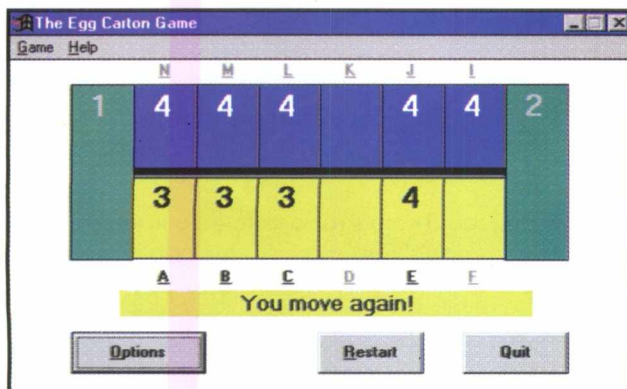 The Egg Carton Game
Game Help
N M L K J I
1 4 4 4 4 4 2
3 3 3 4
A B C D E F
You move again!
Options Restart Quit